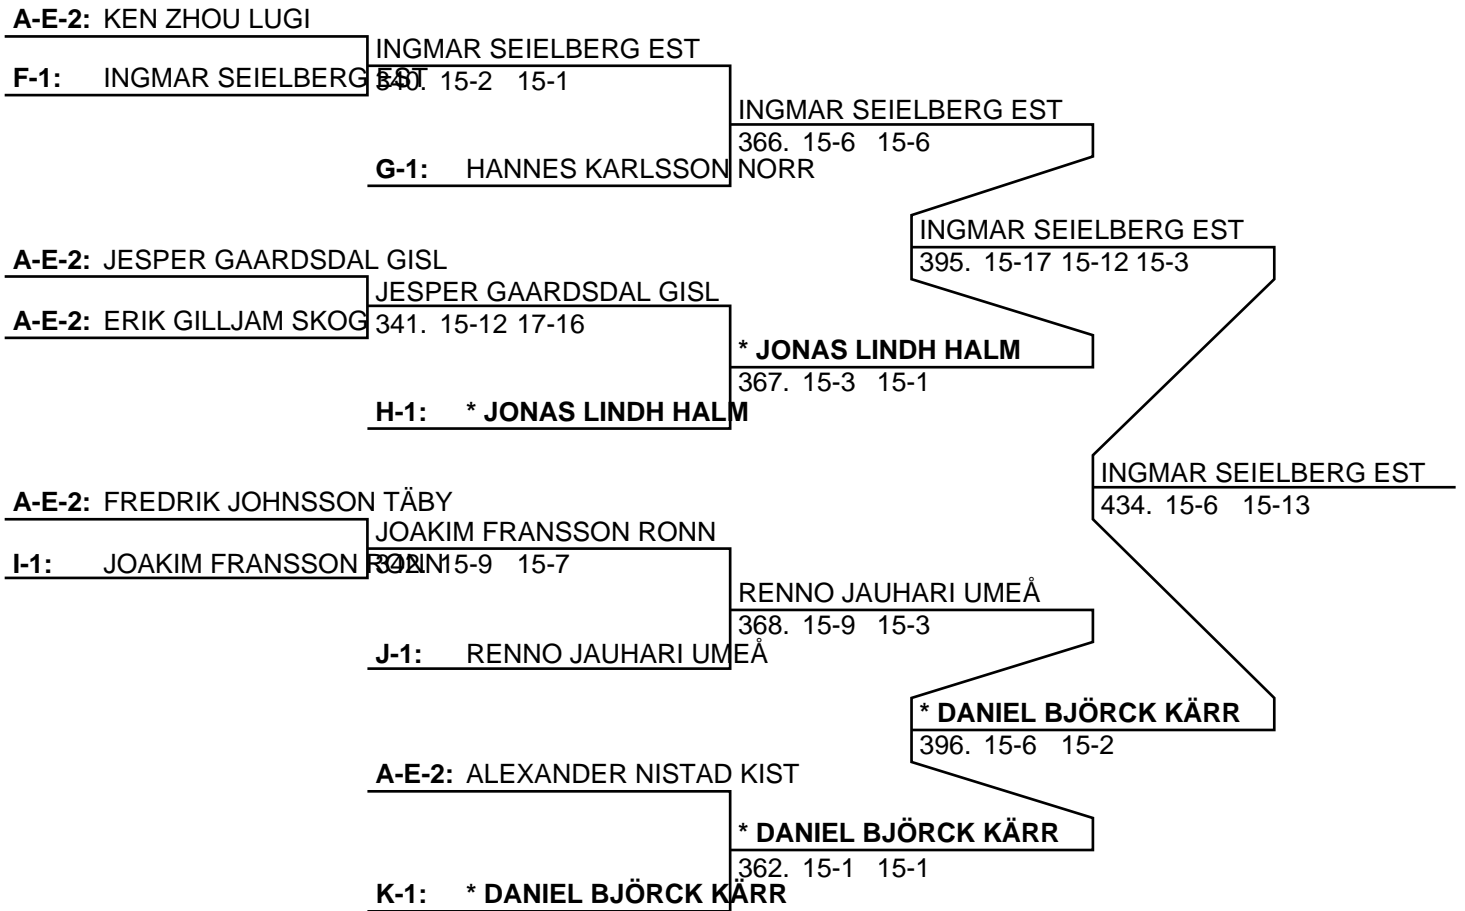 A-E-2: KEN ZHOU LUGI
INGMAR SEIELBERG EST
F-1: INGMAR SEIELBERG EST
340. 15-2 15-1
INGMAR SEIELBERG EST
366. 15-6 15-6
G-1: HANNES KARLSSON NORR
INGMAR SEIELBERG EST
395. 15-17 15-12 15-3
A-E-2: JESPER GAARDSDAL GISL
JESPER GAARDSDAL GISL
A-E-2: ERIK GILLJAM SKOG
341. 15-12 17-16
* JONAS LINDH HALM
367. 15-3 15-1
H-1: * JONAS LINDH HALM
INGMAR SEIELBERG EST
434. 15-6 15-13
A-E-2: FREDRIK JOHNSSON TÄBY
JOAKIM FRANSSON RONN
I-1: JOAKIM FRANSSON RONN
342. 15-9 15-7
RENNO JAUHARI UMEÅ
368. 15-9 15-3
J-1: RENNO JAUHARI UMEÅ
* DANIEL BJÖRCK KÄRR
396. 15-6 15-2
A-E-2: ALEXANDER NISTAD KIST
* DANIEL BJÖRCK KÄRR
362. 15-1 15-1
K-1: * DANIEL BJÖRCK KÄRR